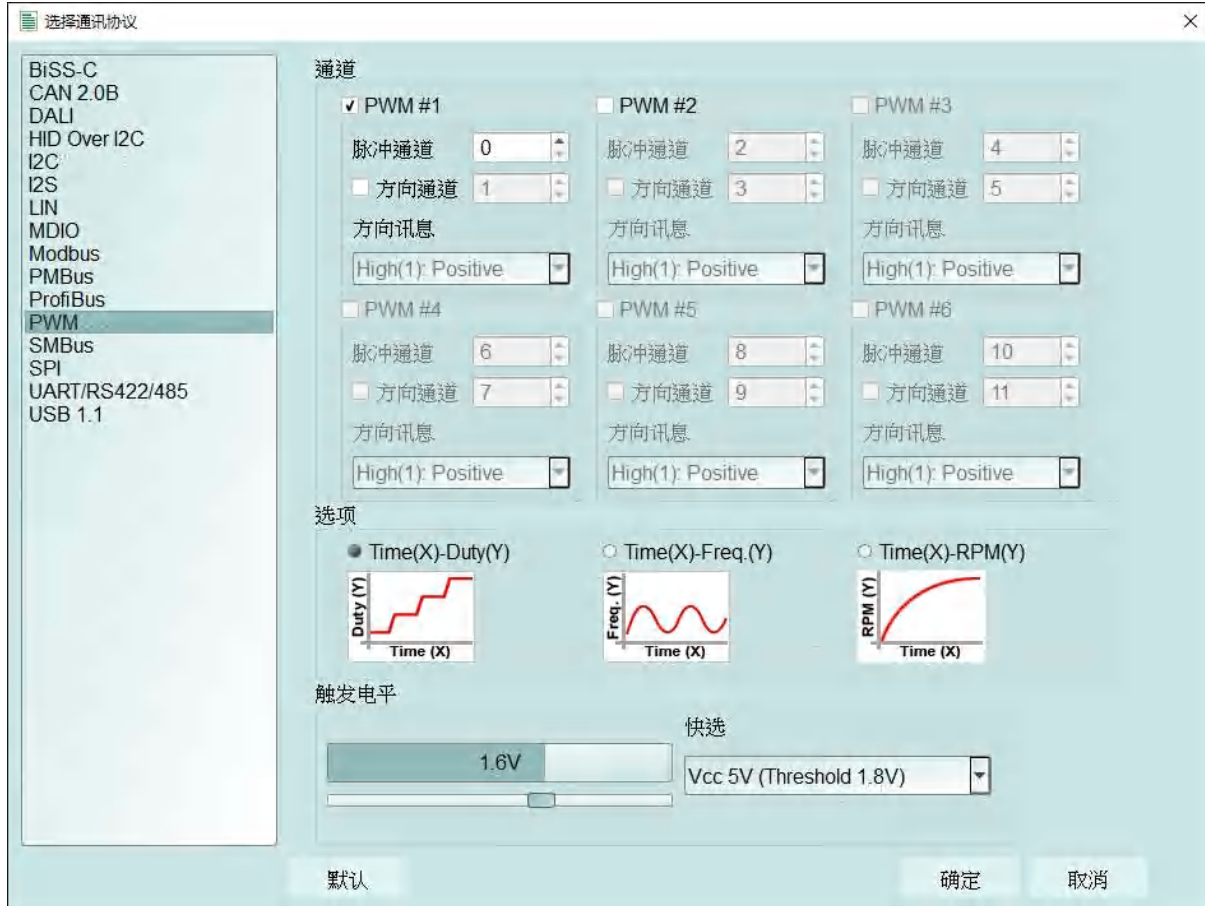 选择通讯协议
BiSS-C
CAN 2.0B
DALI
HID Over I2C
I2C
I2S
LIN
MDIO
Modbus
PMBus
ProfiBus
PWM
SMBus
SPI
UART/RS422/485
USB 1.1
通道
PWM #1
脉冲通道 0
方向通道 1
方向讯息
High(1): Positive
PWM #2
脉冲通道 2
方向通道 3
方向讯息
High(1): Positive
PWM #3
脉冲通道 4
方向通道 5
方向讯息
High(1): Positive
PWM #4
脉冲通道 6
方向通道 7
方向讯息
High(1): Positive
PWM #5
脉冲通道 8
方向通道 9
方向讯息
High(1): Positive
PWM #6
脉冲通道 10
方向通道 11
方向讯息
High(1): Positive
选项
Time(X)-Duty(Y)
Duty (Y)
Time (X)
Time(X)-Freq.(Y)
Freq. (Y)
Time (X)
Time(X)-RPM(Y)
RPM (Y)
Time (X)
触发电平
1.6V
快选
Vcc 5V (Threshold 1.8V)
默认
确定
取消